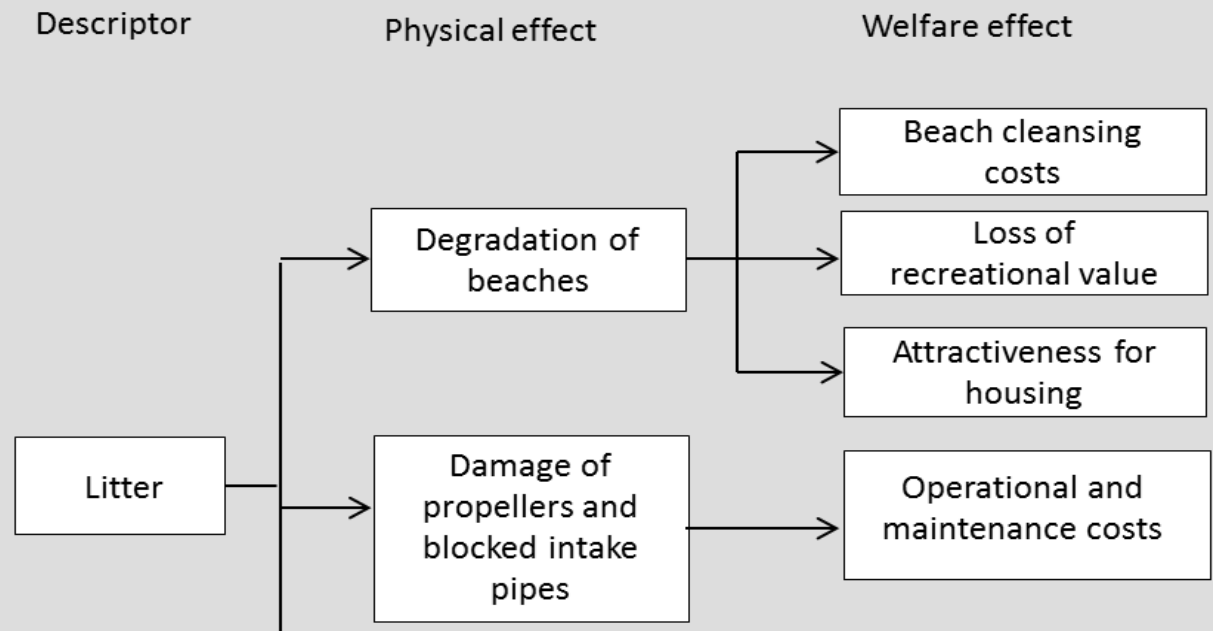 Descriptor
Physical effect
Welfare effect
Beach cleansing
costs
Degradation of
beaches
Loss of
recreational value
Attractiveness for
housing
Litter
Damage of
propellers and
blocked intake
pipes
Operational and
maintenance costs